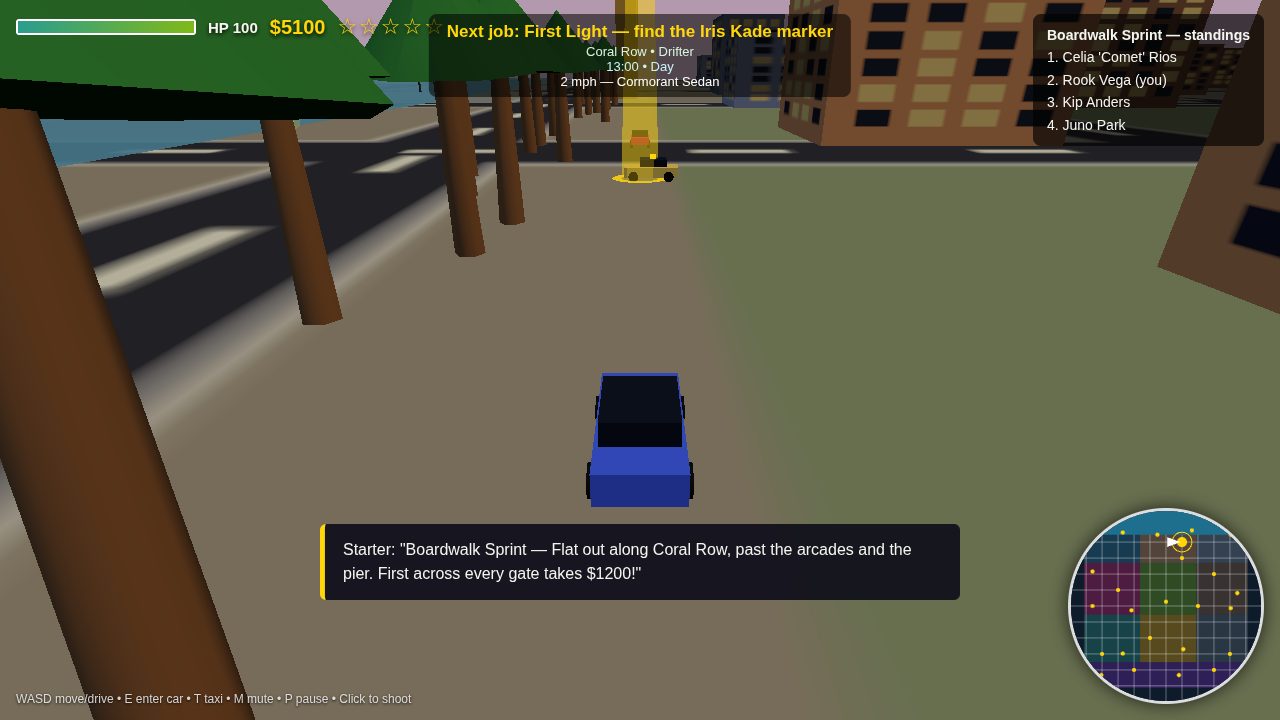 HP 100 $5100 ☆☆☆☆☆
Next job: First Light — find the Iris Kade marker
Coral Row • Drifter
13:00 • Day
2 mph — Cormorant Sedan
Boardwalk Sprint — standings
1. Celia 'Comet' Rios
2. Rook Vega (you)
3. Kip Anders
4. Juno Park
Starter: "Boardwalk Sprint — Flat out along Coral Row, past the arcades and the
pier. First across every gate takes $1200!"
WASD move/drive • E enter car • T taxi • M mute • P pause • Click to shoot